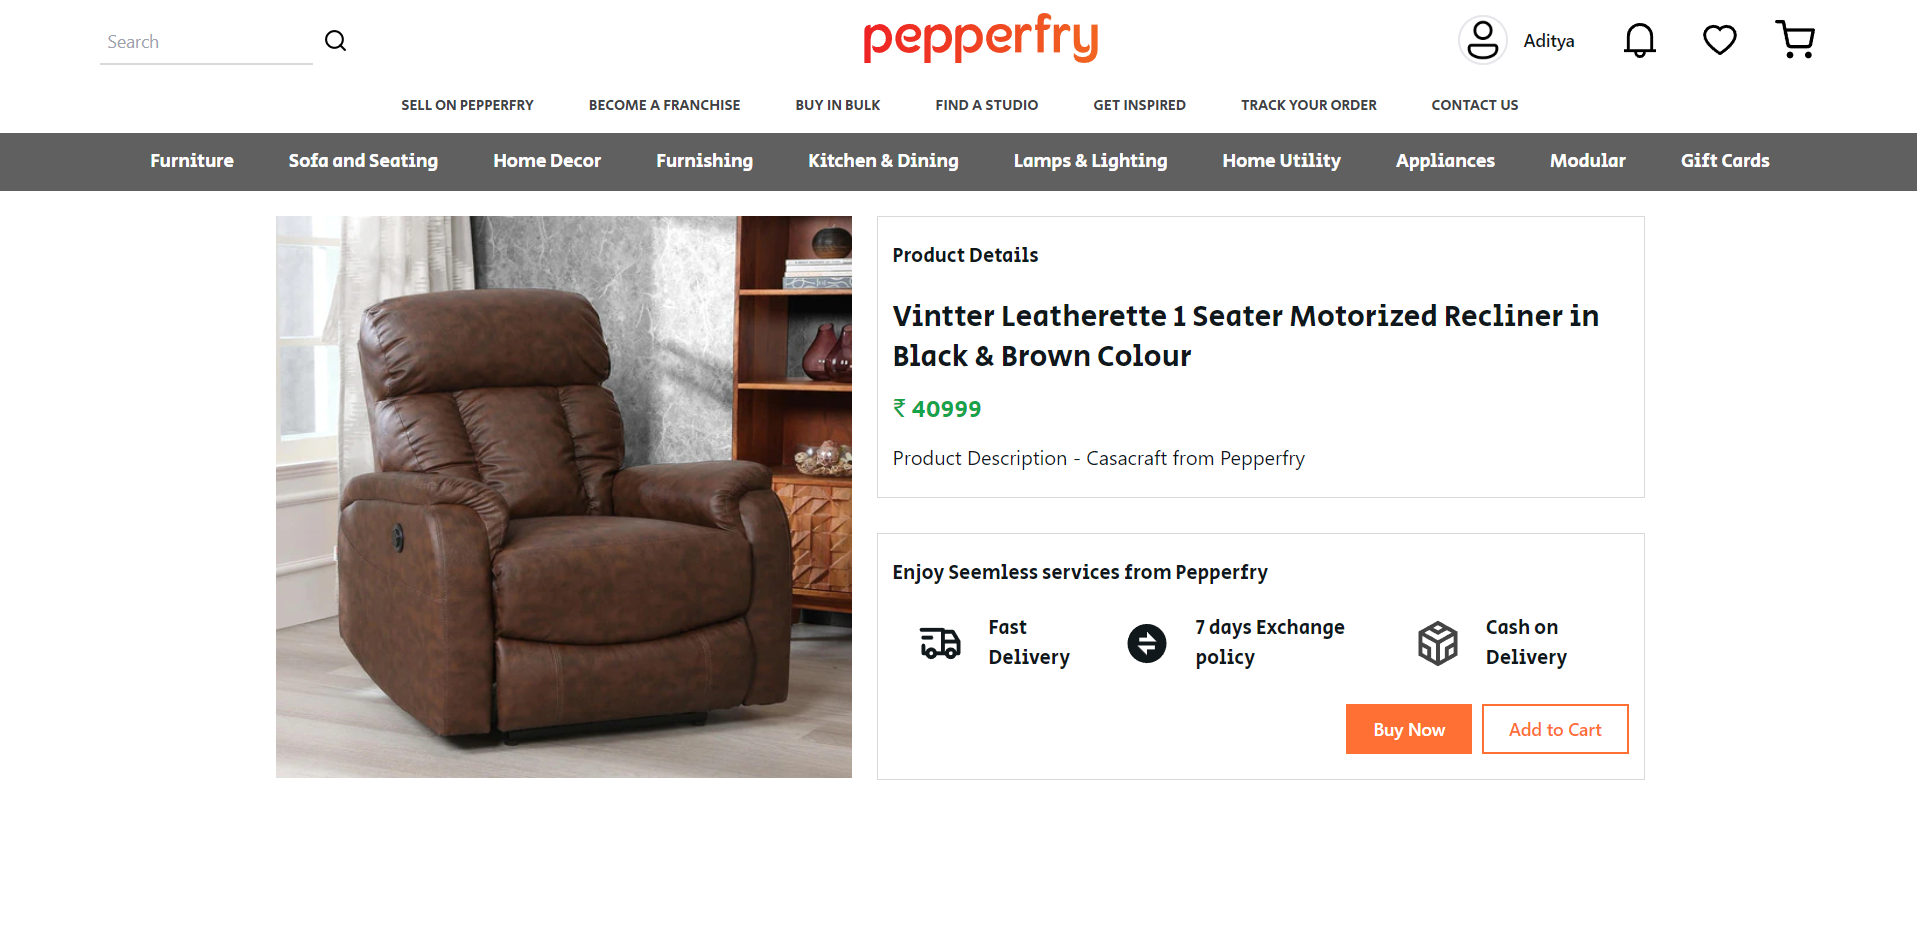 Search
pepperfry
Aditya
SELL ON PEPPERFRY BECOME A FRANCHISE BUY IN BULK FIND A STUDIO GET INSPIRED TRACK YOUR ORDER CONTACT US
Furniture Sofa and Seating Home Decor Furnishing Kitchen & Dining Lamps & Lighting Home Utility Appliances Modular Gift Cards
Product Details
Vintter Leatherette 1 Seater Motorized Recliner in
Black & Brown Colour
₹ 40999
Product Description - Casacraft from Pepperfry
Enjoy Seemless services from Pepperfry
Fast
Delivery
7 days Exchange
policy
Cash on
Delivery
Buy Now
Add to Cart